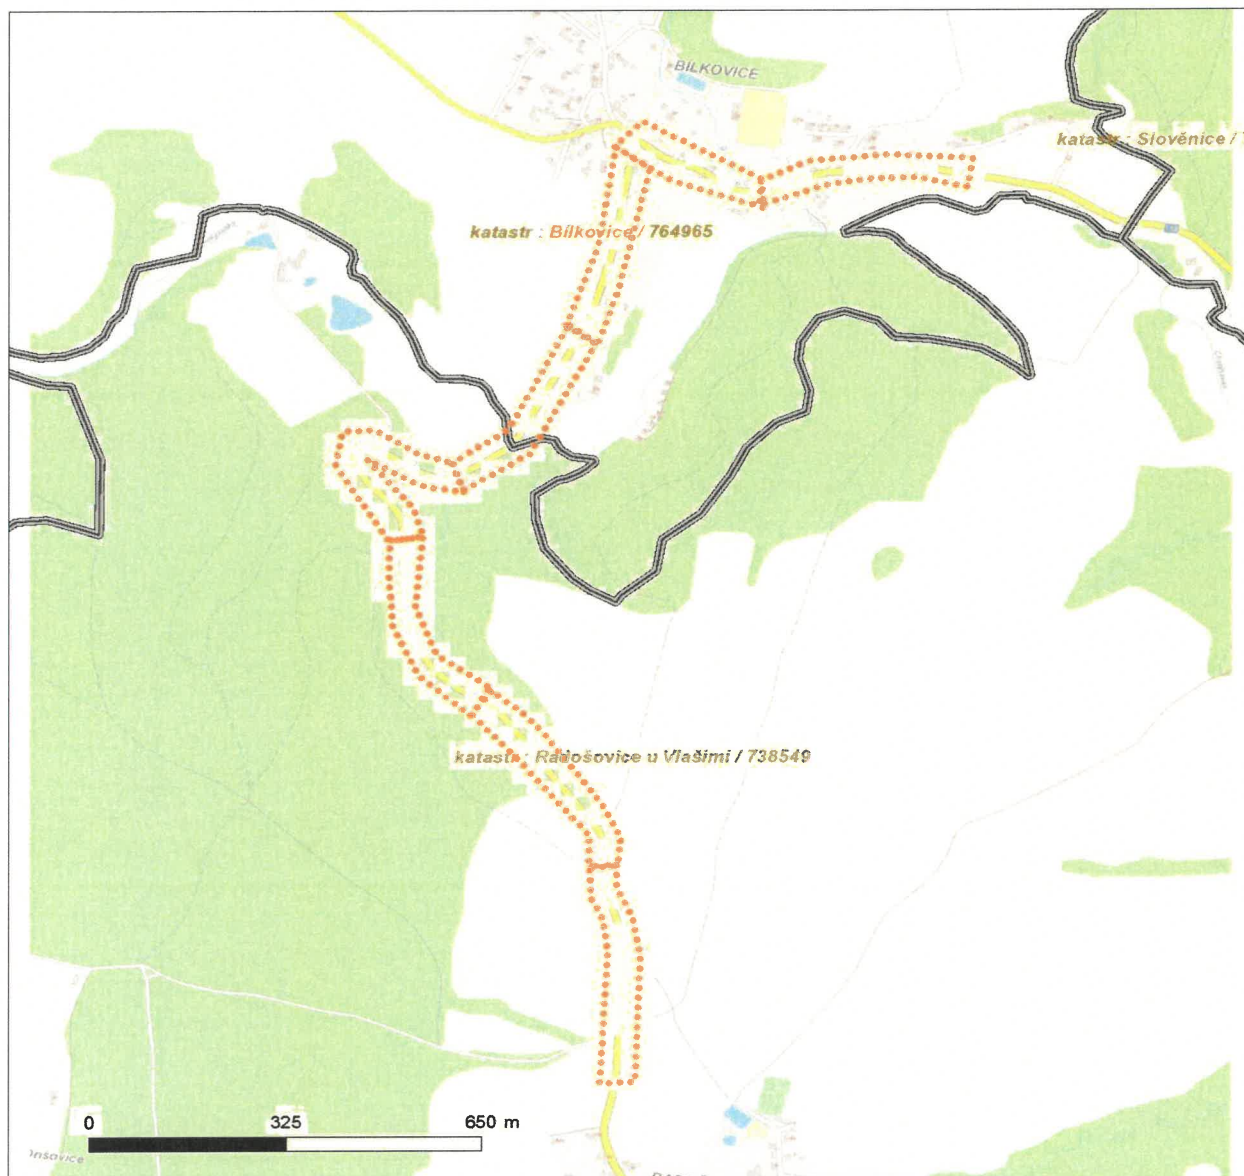 BÍLKOVICE
katastr : Slověnice /
katastr : Bílkovice / 764965
katastr : Radošovice u Vlašimi / 738549
0 325 650 m